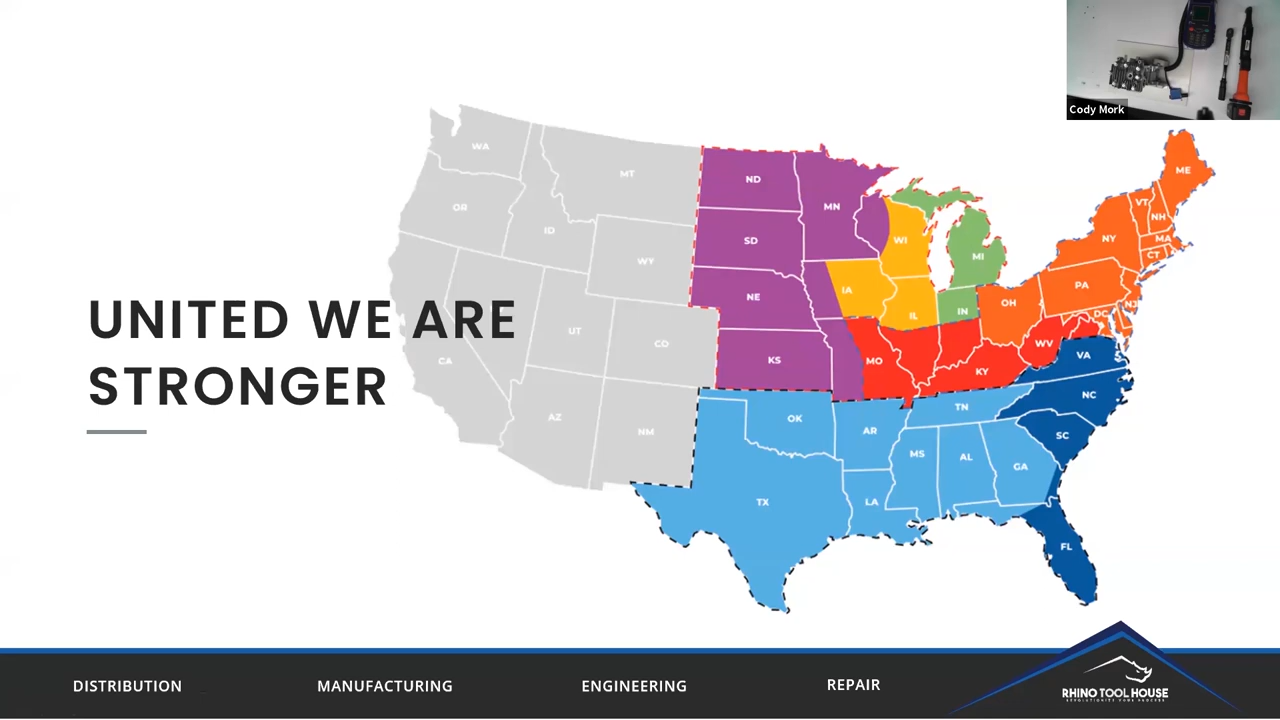 Cody Mork
UNITED WE ARE
STRONGER
WA
OR
CA
ID
MT
WY
UT
CO
AZ
NM
ND
SD
NE
KS
MN
WI
IA
IL
MI
IN
MO
KY
WV
OH
PA
NY
VT
NH
ME
MA
CT
NJ
DC
VA
NC
SC
TN
OK
TX
AR
LA
MS
AL
GA
FL
DISTRIBUTION
MANUFACTURING
ENGINEERING
REPAIR
RHINO TOOL HOUSE